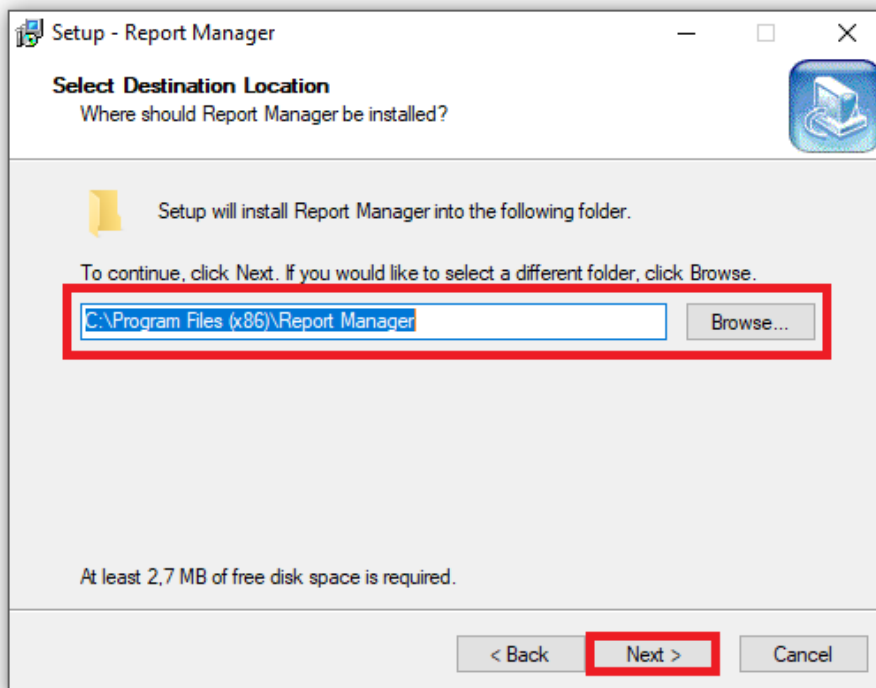 Setup - Report Manager
Select Destination Location
Where should Report Manager be installed?
Setup will install Report Manager into the following folder.
To continue, click Next. If you would like to select a different folder, click Browse.
C:\Program Files (x86)\Report Manager
Browse...
At least 2,7 MB of free disk space is required.
< Back
Next >
Cancel